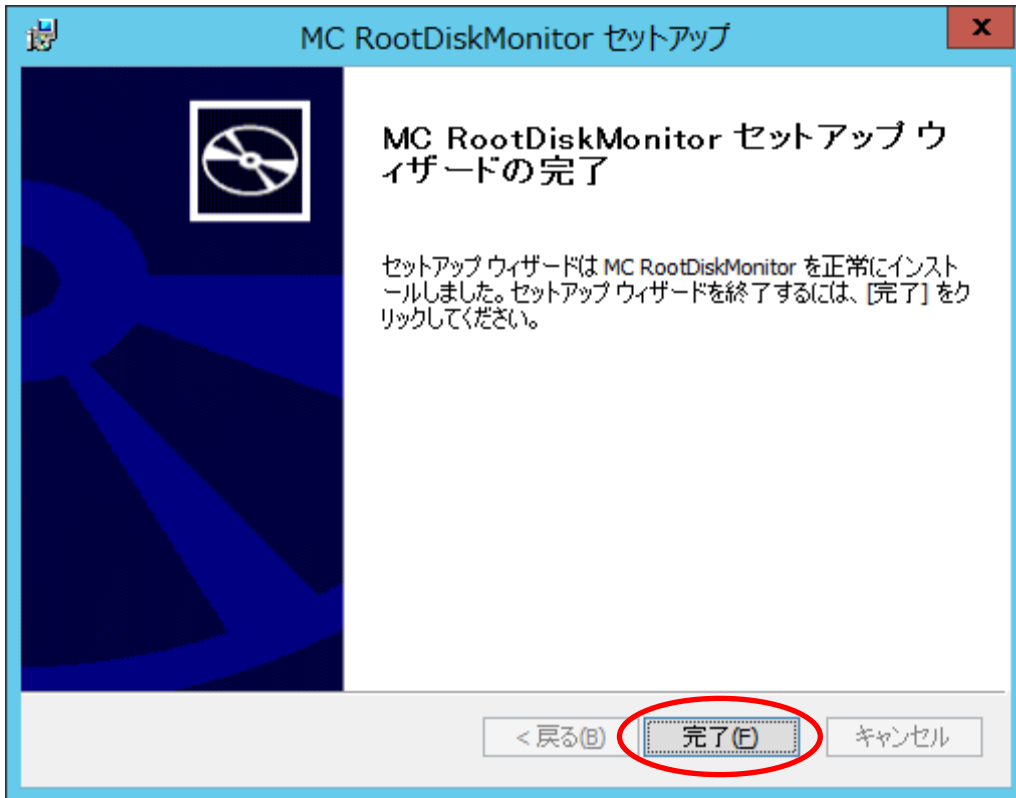 MC RootDiskMonitor セットアップ
x
MC RootDiskMonitor セットアップ ウ
ィザードの完了
セットアップ ウィザードは MC RootDiskMonitor を正常にインスト
ールしました。セットアップ ウィザードを終了するには、[完了] をク
リックしてください。
< 戻る(B)
完了(F)
キャンセル